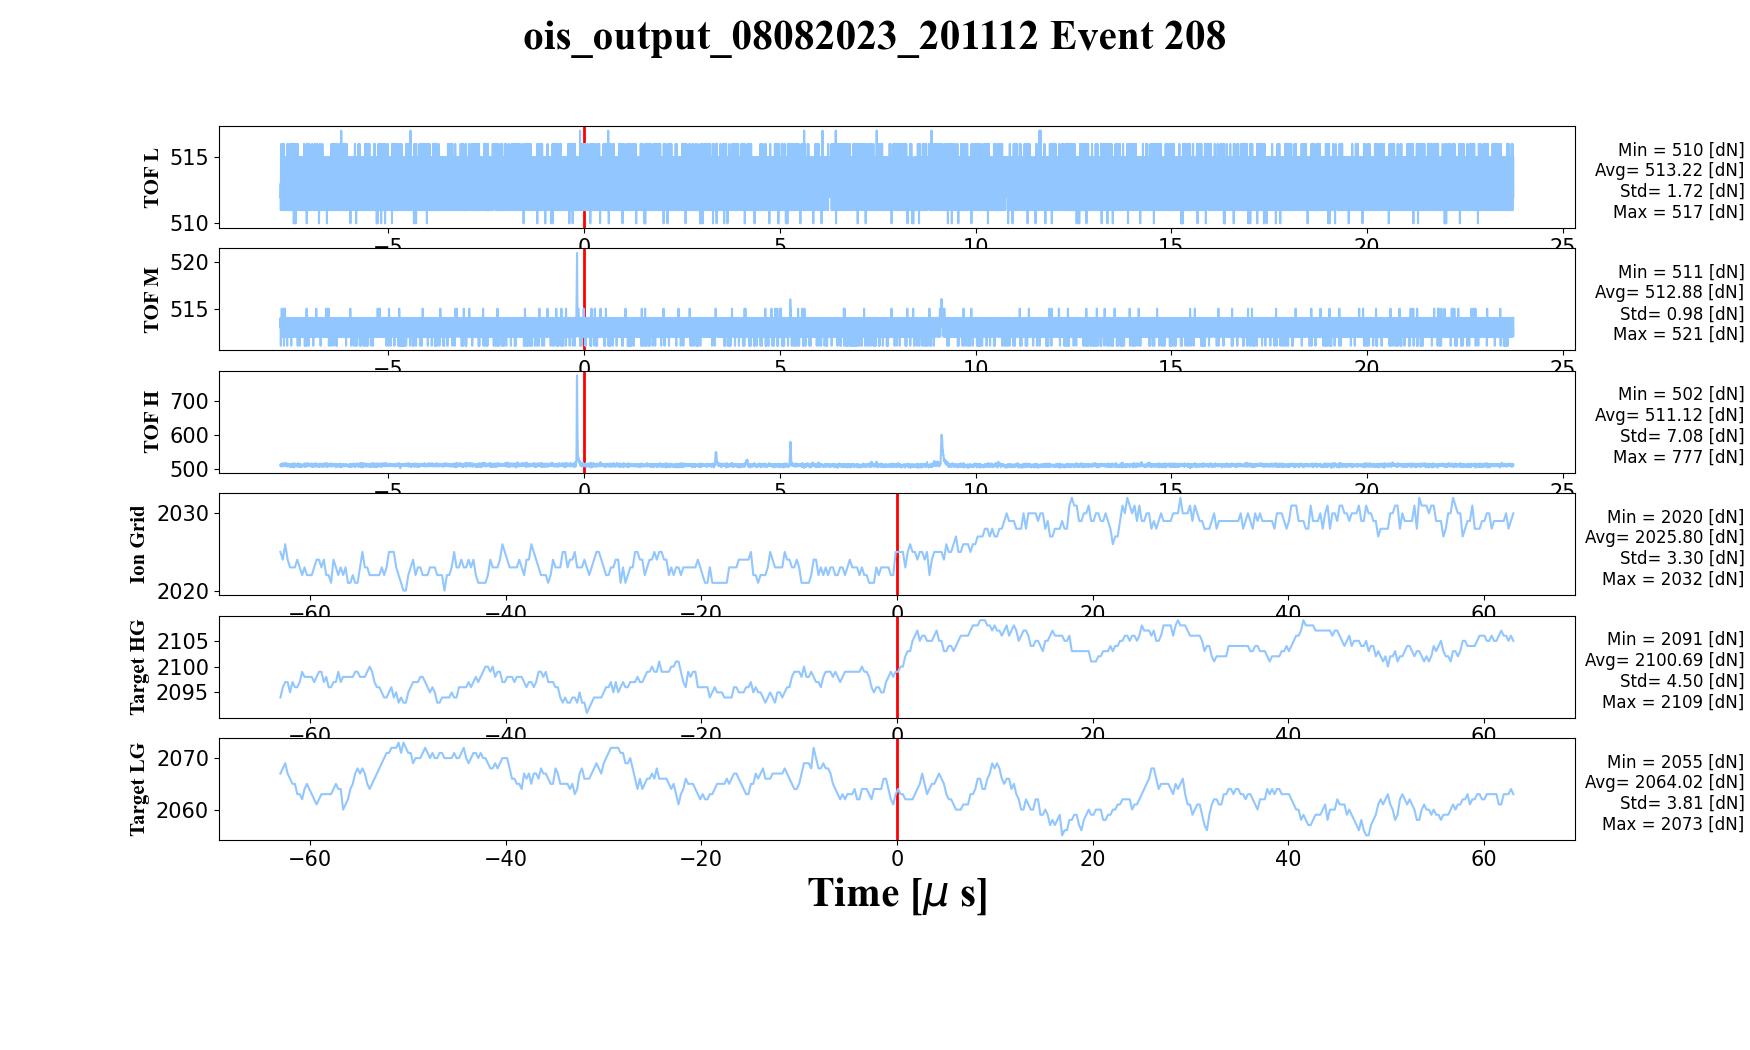 ois_output_08082023_201112 Event 208
TOF L
515
510
−5
0
5
10
15
20
25
Min = 510 [dN]
Avg= 513.22 [dN]
Std= 1.72 [dN]
Max = 517 [dN]
TOF M
520
515
−5
0
5
10
15
20
25
Min = 511 [dN]
Avg= 512.88 [dN]
Std= 0.98 [dN]
Max = 521 [dN]
TOF H
700
600
500
−5
0
5
10
15
20
25
Min = 502 [dN]
Avg= 511.12 [dN]
Std= 7.08 [dN]
Max = 777 [dN]
Ion Grid
2030
2020
−60
−40
−20
0
20
40
60
Min = 2020 [dN]
Avg= 2025.80 [dN]
Std= 3.30 [dN]
Max = 2032 [dN]
Target HG
2105
2100
2095
−60
−40
−20
0
20
40
60
Min = 2091 [dN]
Avg= 2100.69 [dN]
Std= 4.50 [dN]
Max = 2109 [dN]
Target LG
2070
2060
−60
−40
−20
0
20
40
60
Min = 2055 [dN]
Avg= 2064.02 [dN]
Std= 3.81 [dN]
Max = 2073 [dN]
Time [μ s]